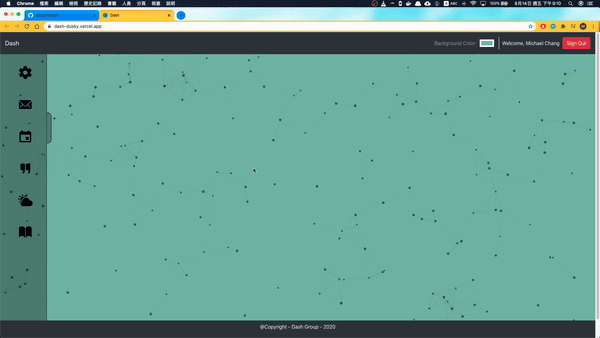 Chrome 檔案 編輯 檢視 歷史記錄 書籤 人員 分頁 視窗 說明
ABC 100% 8月14日 週五 下午 9:10
Dash
dash-dusky.vercel.app
Dash Background Color: Welcome, Michael Chang Sign Out
@Copyright - Dash Group - 2020